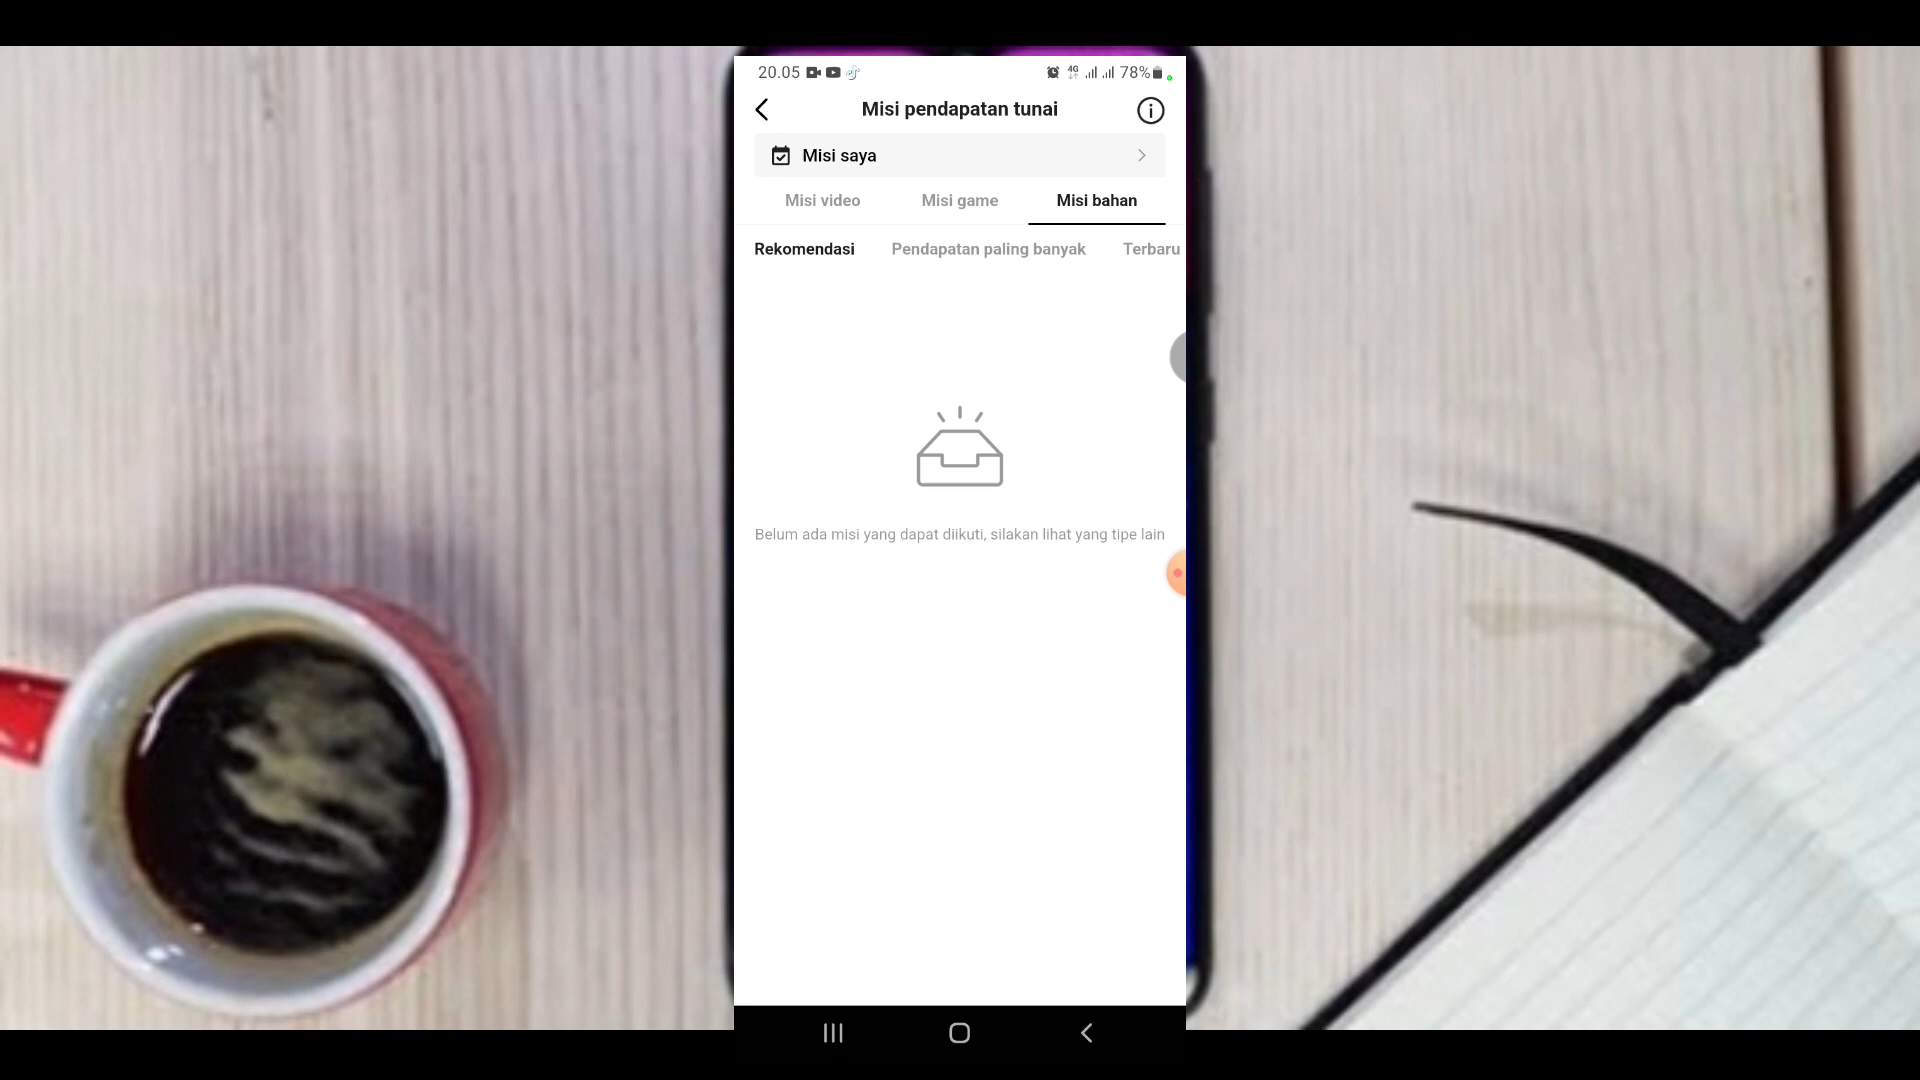 20.05 4G 78%
Misi pendapatan tunai
Misi saya
Misi video Misi game Misi bahan
Rekomendasi Pendapatan paling banyak Terbaru
Belum ada misi yang dapat diikuti, silakan lihat yang tipe lain